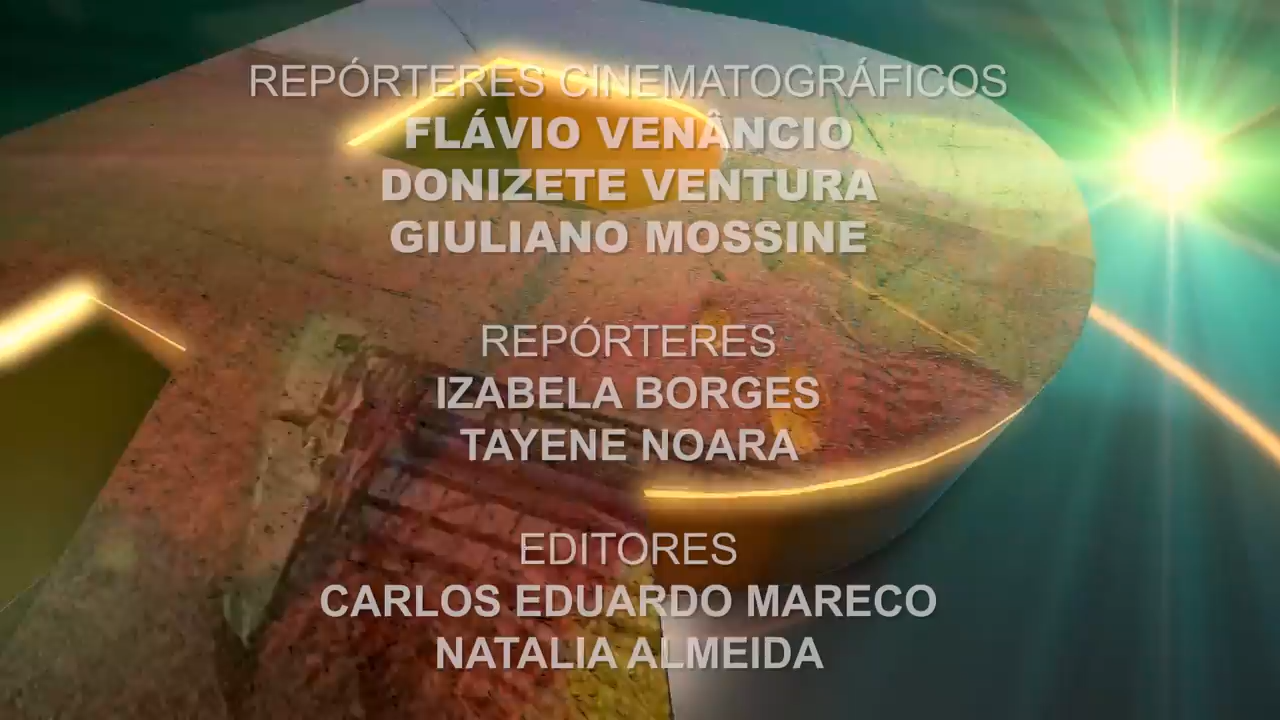 REPÓRTERES CINEMATOGRÁFICOS
FLÁVIO VENÂNCIO
DONIZETE VENTURA
GIULIANO MOSSINE
REPÓRTERES
IZABELA BORGES
TAYENE NOARA
EDITORES
CARLOS EDUARDO MARECO
NATALIA ALMEIDA